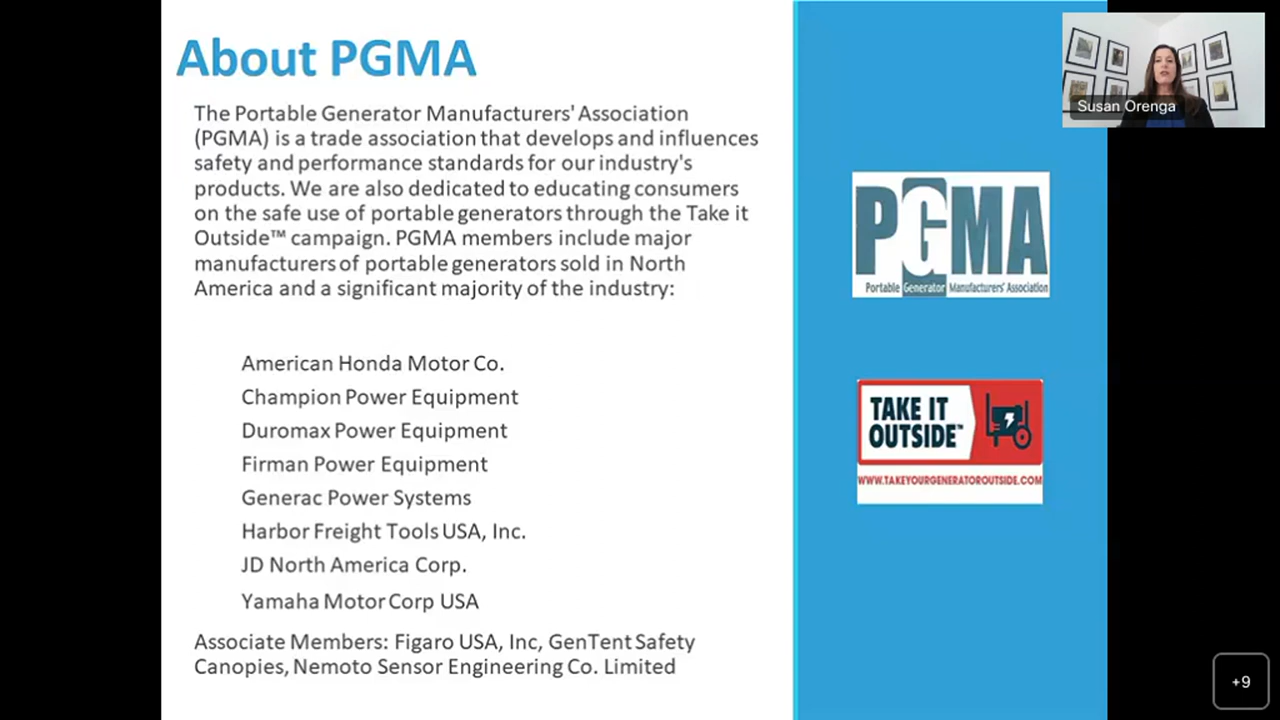 About PGMA
The Portable Generator Manufacturers' Association
(PGMA) is a trade association that develops and influences
safety and performance standards for our industry's
products. We are also dedicated to educating consumers
on the safe use of portable generators through the Take it
Outside™ campaign. PGMA members include major
manufacturers of portable generators sold in North
America and a significant majority of the industry:
American Honda Motor Co.
Champion Power Equipment
Duromax Power Equipment
Firman Power Equipment
Generac Power Systems
Harbor Freight Tools USA, Inc.
JD North America Corp.
Yamaha Motor Corp USA
Associate Members: Figaro USA, Inc, GenTent Safety
Canopies, Nemoto Sensor Engineering Co. Limited
PGMA
Portable Generator Manufacturers' Association
TAKE IT
OUTSIDE™
WWW.TAKEYOURGENERATOROUTSIDE.COM
Susan Orenga
+9